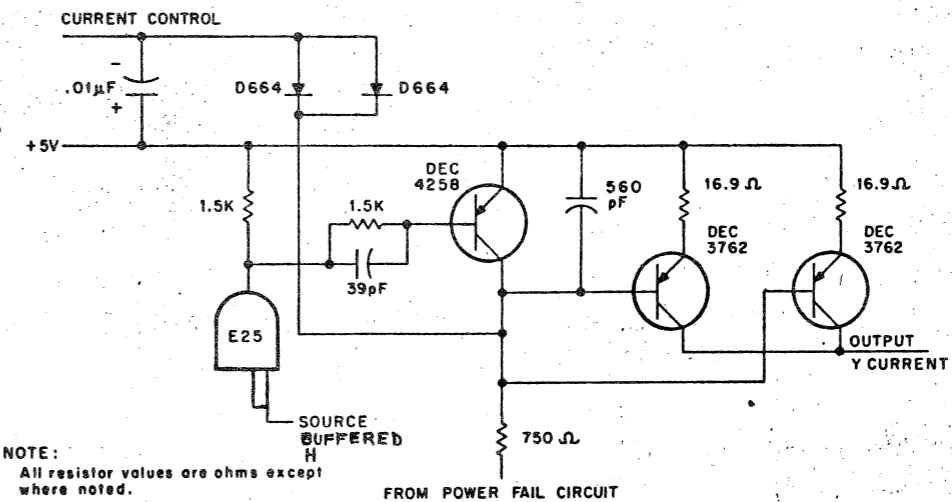 CURRENT CONTROL
-
.01µF
+
D664
D664
+5V
DEC
4258
560
pF
16.9 Ω
16.9 Ω
1.5K
1.5K
DEC
3762
DEC
3762
39pF
E25
OUTPUT
Y CURRENT
SOURCE
BUFFERED
H
750 Ω
NOTE:
All resistor values are ohms except
where noted.
FROM POWER FAIL CIRCUIT